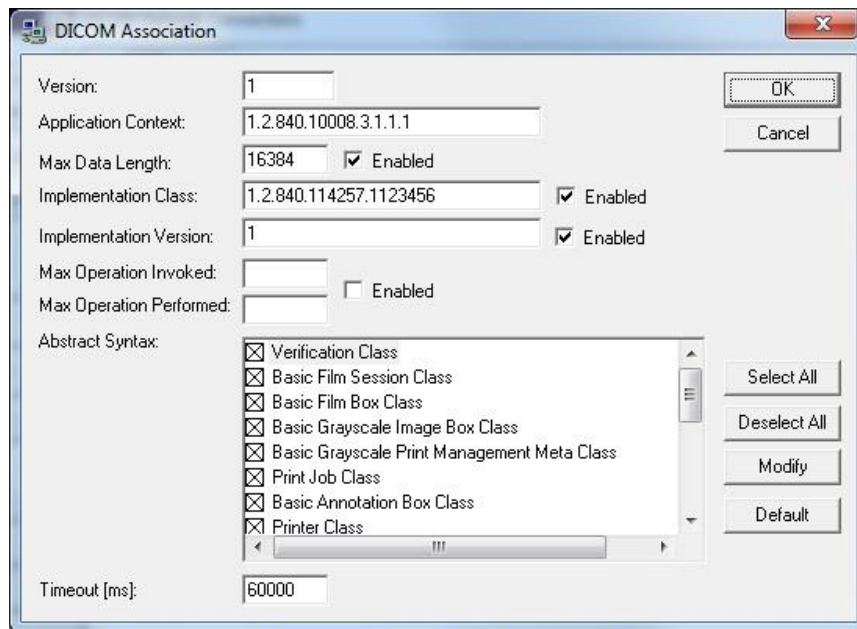 DICOM Association
Version: 1
OK
Application Context: 1.2.840.10008.3.1.1.1
Cancel
Max Data Length: 16384 Enabled
Implementation Class: 1.2.840.114257.1123456 Enabled
Implementation Version: 1 Enabled
Max Operation Invoked:
Enabled
Max Operation Performed:
Abstract Syntax:
Verification Class
Basic Film Session Class
Basic Film Box Class
Basic Grayscale Image Box Class
Basic Grayscale Print Management Meta Class
Print Job Class
Basic Annotation Box Class
Printer Class
Select All
Deselect All
Modify
Default
Timeout [ms]: 60000